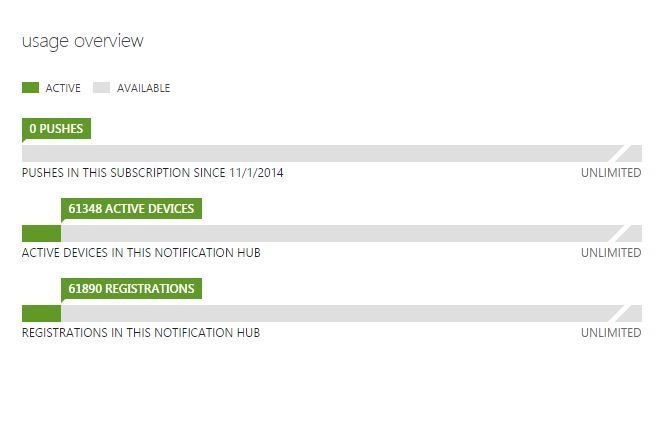 usage overview
ACTIVE AVAILABLE
0 PUSHES
PUSHES IN THIS SUBSCRIPTION SINCE 11/1/2014 UNLIMITED
61348 ACTIVE DEVICES
ACTIVE DEVICES IN THIS NOTIFICATION HUB UNLIMITED
61890 REGISTRATIONS
REGISTRATIONS IN THIS NOTIFICATION HUB UNLIMITED